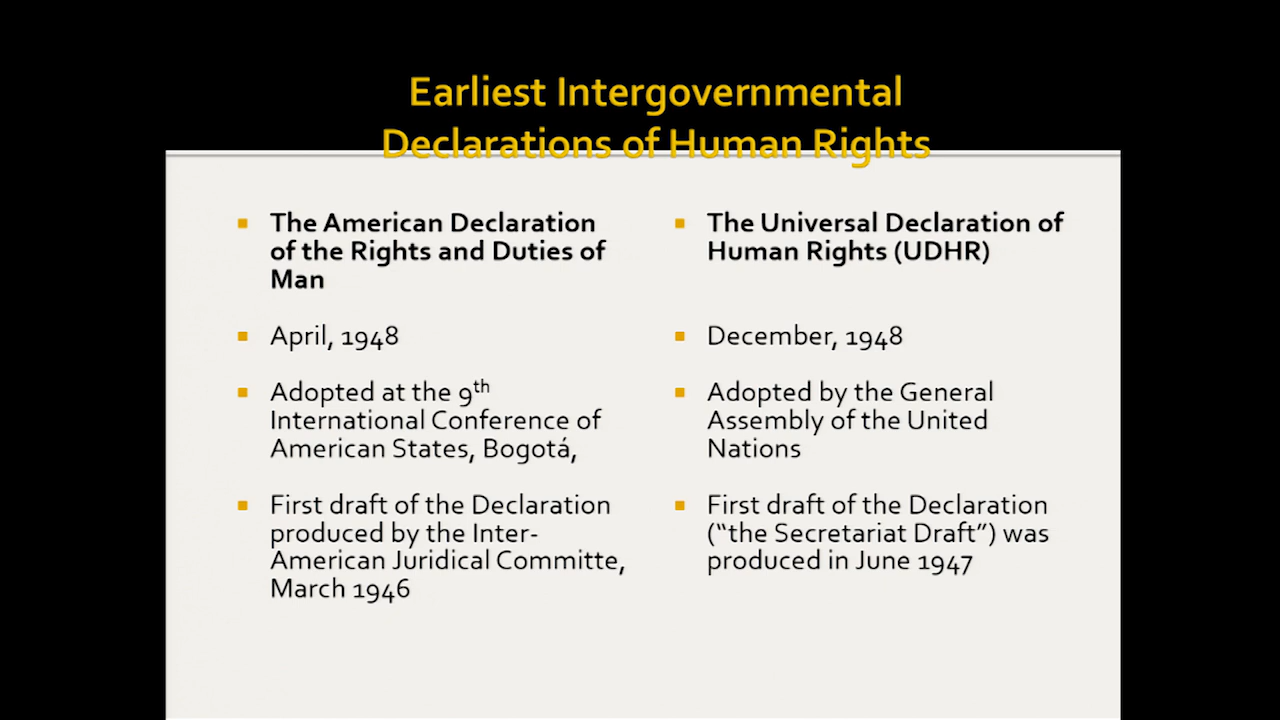 Earliest Intergovernmental
Declarations of Human Rights
The American Declaration
of the Rights and Duties of
Man
April, 1948
Adopted at the 9th
International Conference of
American States, Bogotá,
First draft of the Declaration
produced by the Inter-
American Juridical Committe,
March 1946
The Universal Declaration of
Human Rights (UDHR)
December, 1948
Adopted by the General
Assembly of the United
Nations
First draft of the Declaration
(“the Secretariat Draft”) was
produced in June 1947